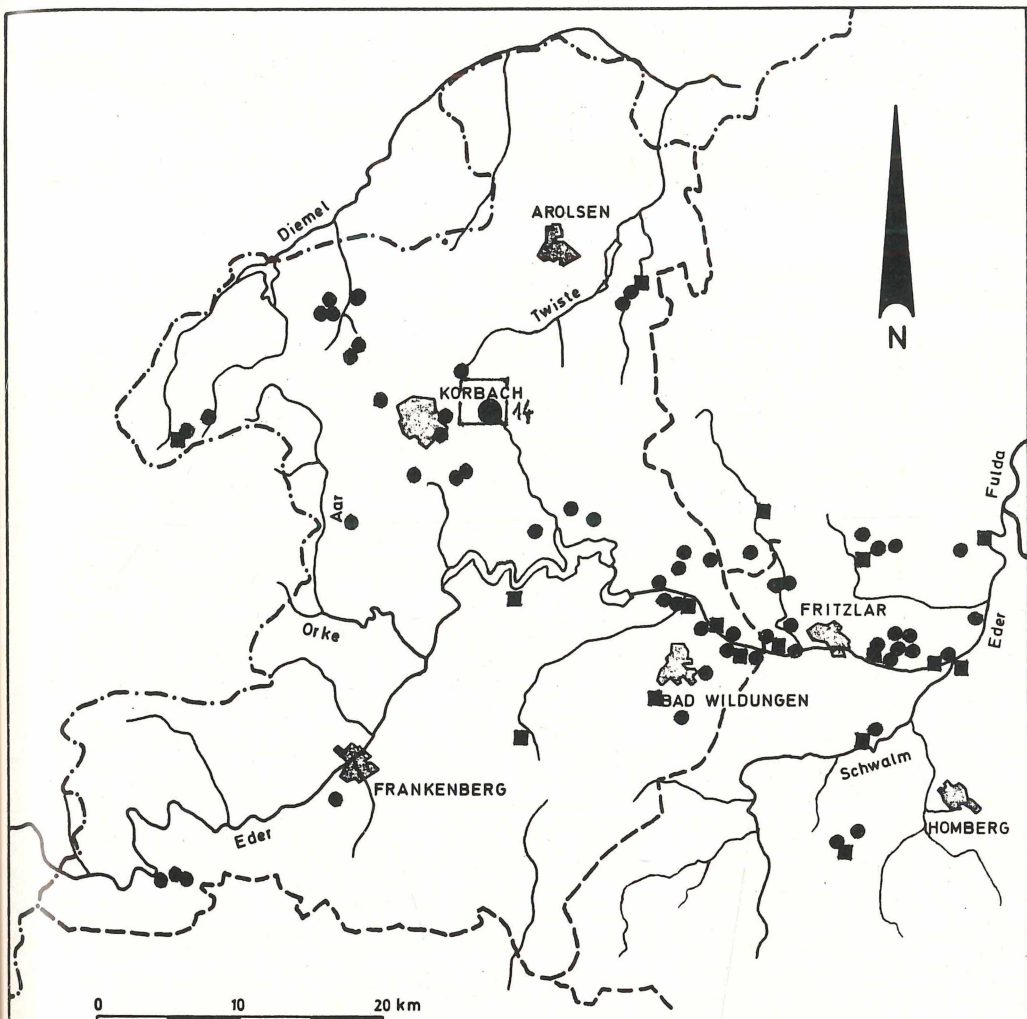 Diemel
AROLSEN
Twiste
N
KORBACH
14
Aar
Fulda
Orke
FRITZLAR
Eder
BAD WILDUNGEN
Schwalm
FRANKENBERG
Eder
HOMBERG
0 10 20 km